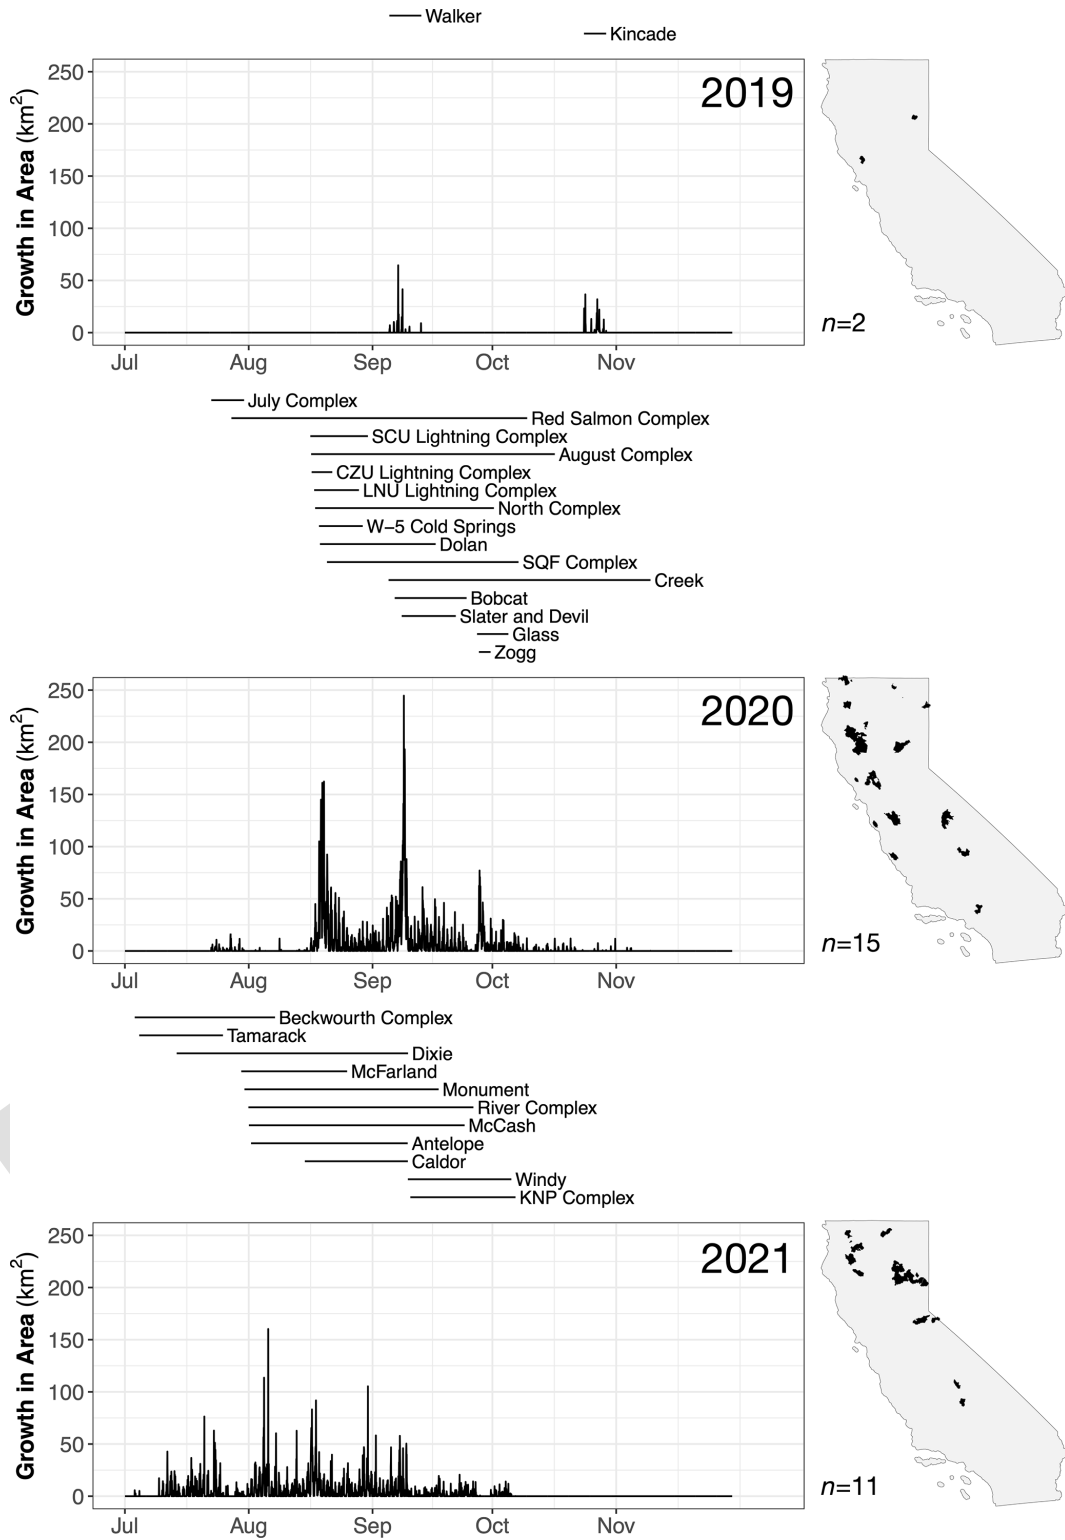 Walker
Kincade
2019
Growth in Area (km²)
250
200
150
100
50
0
Jul Aug Sep Oct Nov
n=2
July Complex
Red Salmon Complex
SCU Lightning Complex
August Complex
CZU Lightning Complex
LNU Lightning Complex
North Complex
W−5 Cold Springs
Dolan
SQF Complex
Creek
Bobcat
Slater and Devil
Glass
Zogg
2020
Growth in Area (km²)
250
200
150
100
50
0
Jul Aug Sep Oct Nov
n=15
Beckwourth Complex
Tamarack
Dixie
McFarland
Monument
River Complex
McCash
Antelope
Caldor
Windy
KNP Complex
2021
Growth in Area (km²)
250
200
150
100
50
0
Jul Aug Sep Oct Nov
n=11